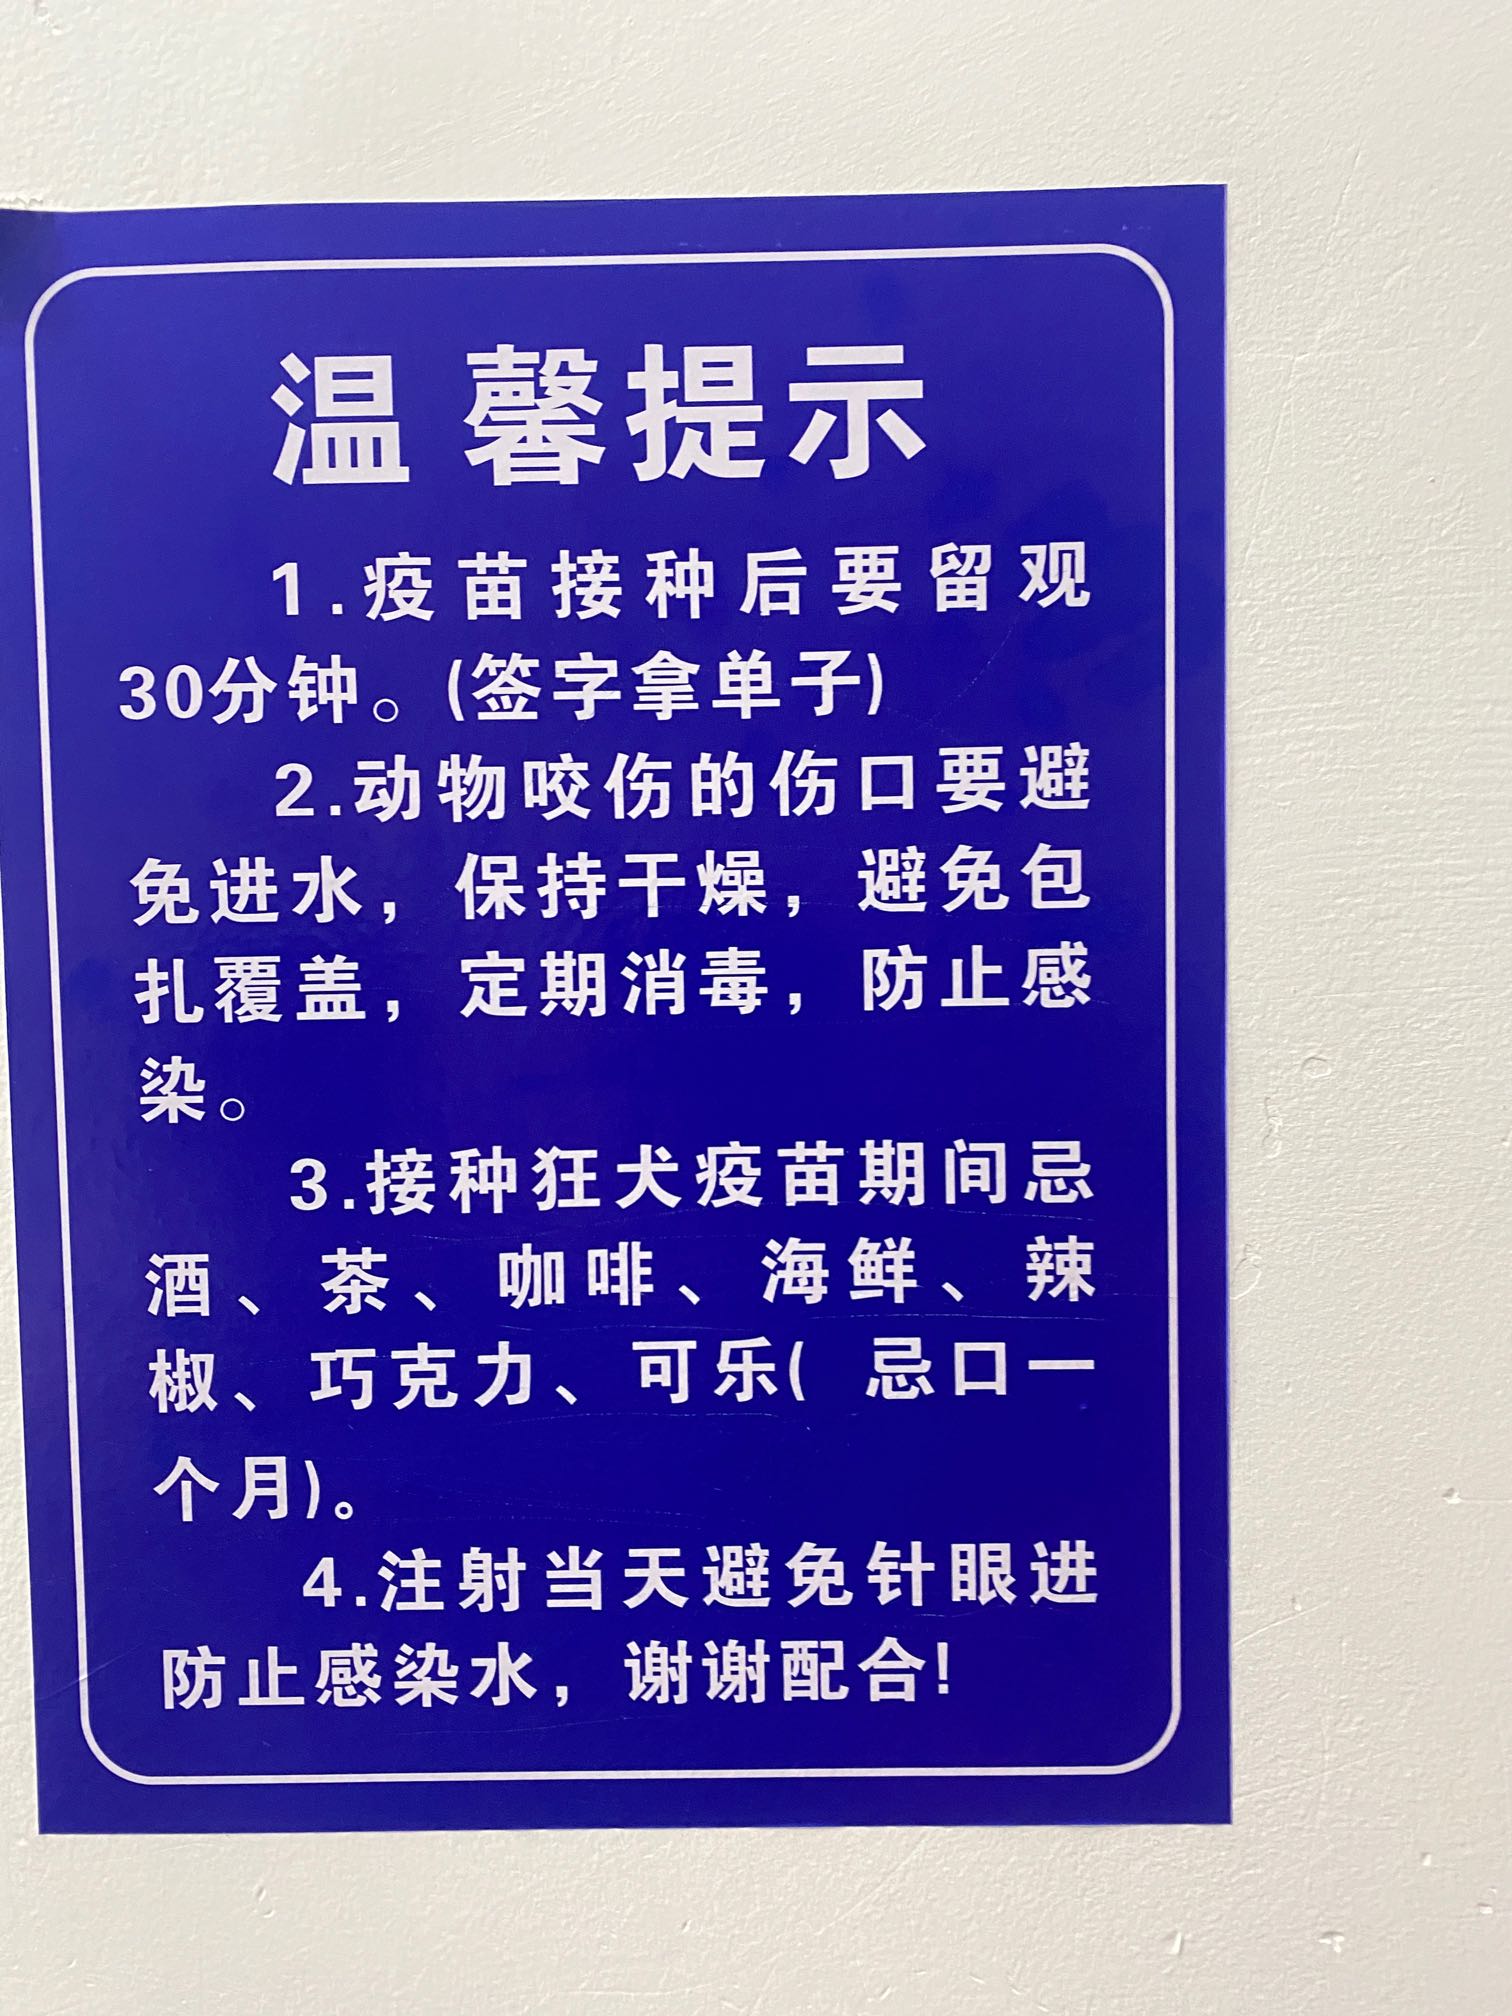 温馨提示
1.疫苗接种后要留观
30分钟。(签字拿单子)
2.动物咬伤的伤口要避
免进水，保持干燥，避免包
扎覆盖，定期消毒，防止感
染。
3.接种狂犬疫苗期间忌
酒、茶、咖啡、海鲜、辣
椒、巧克力、可乐( 忌口一
个月)。
4.注射当天避免针眼进
防止感染水，谢谢配合!